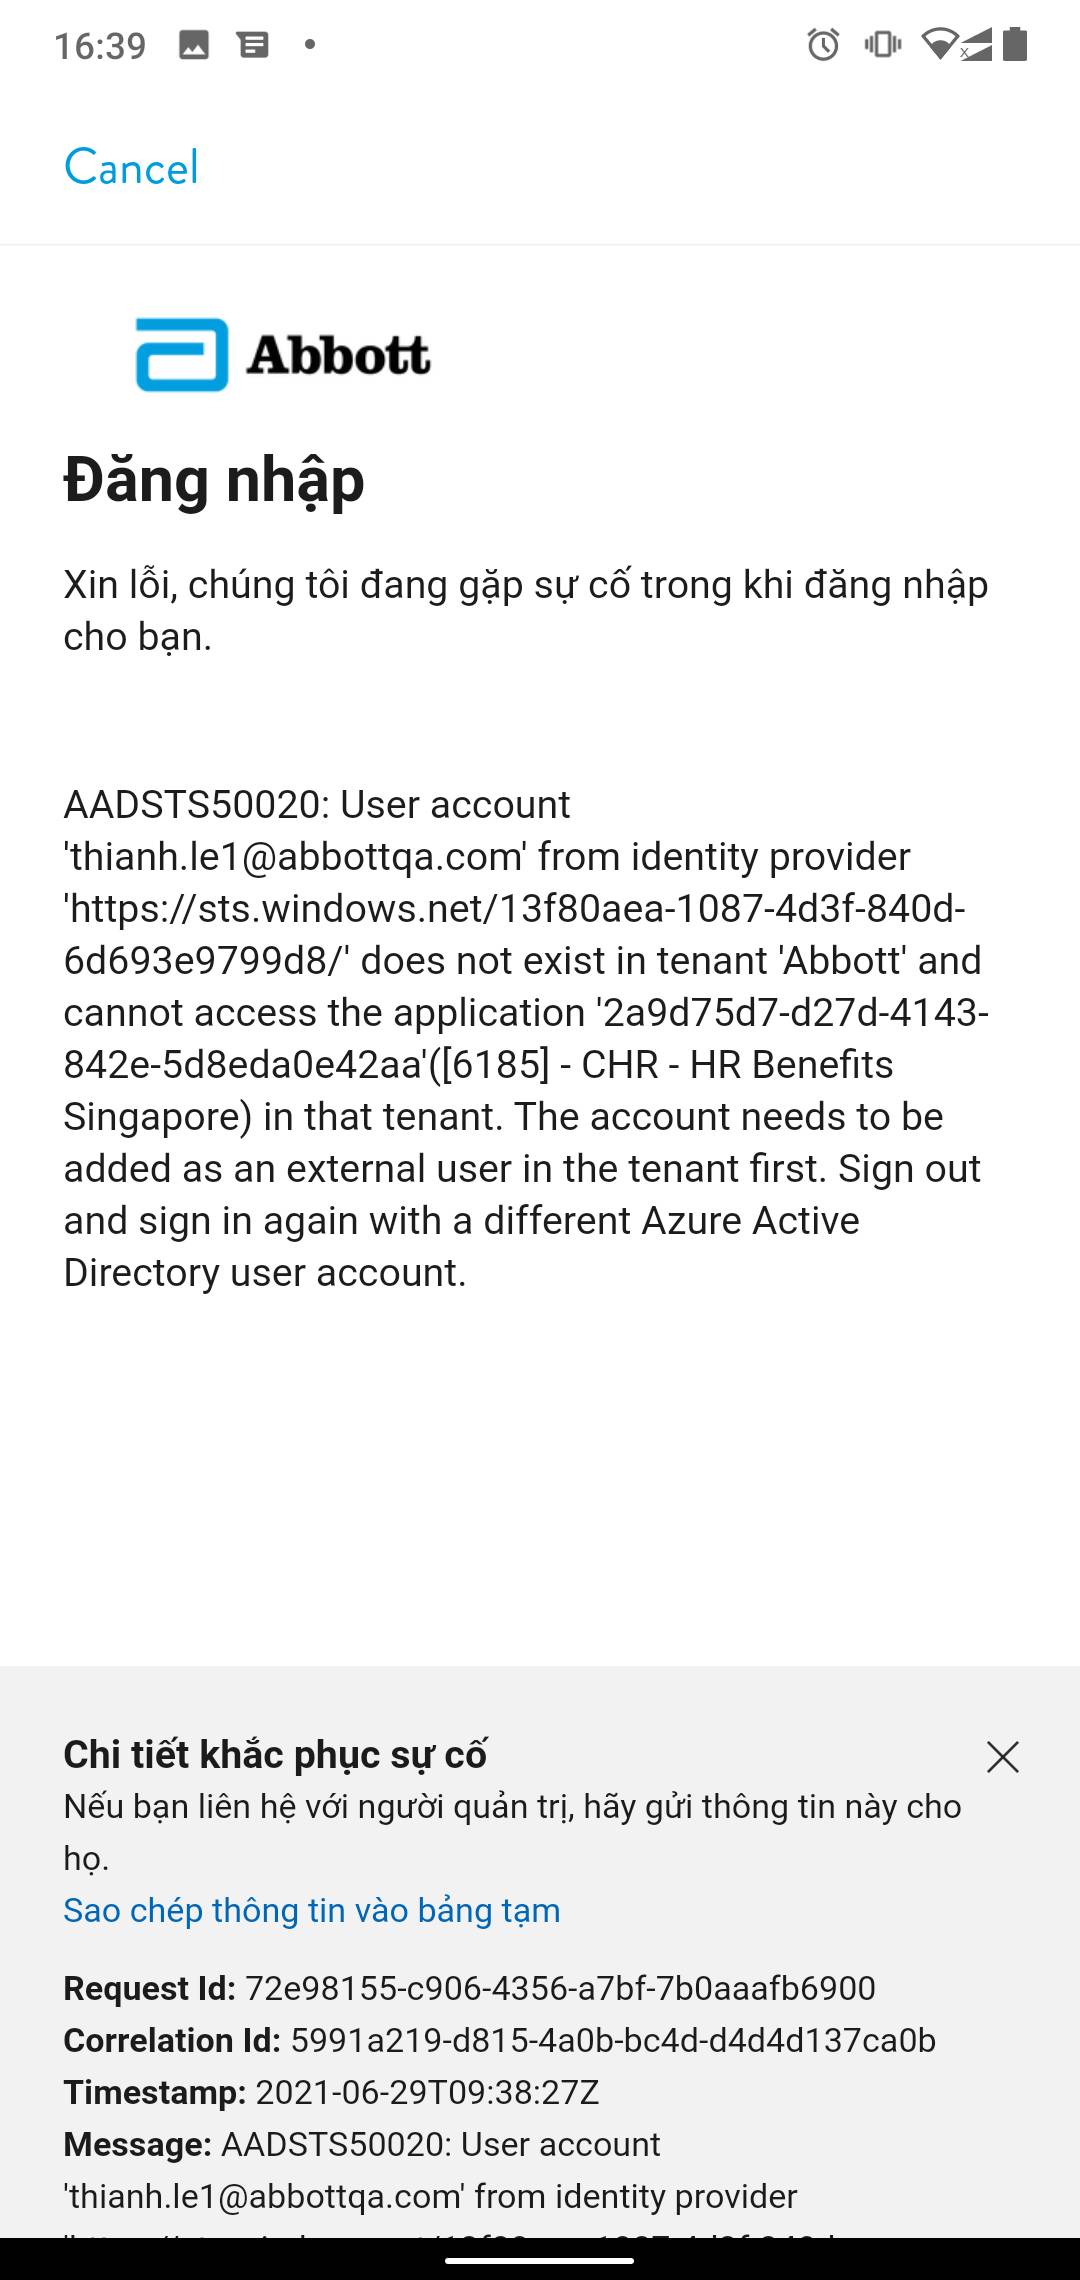 16:39
Cancel
Abbott
Đăng nhập
Xin lỗi, chúng tôi đang gặp sự cố trong khi đăng nhập
cho bạn.
AADSTS50020: User account
'thianh.le1@abbottqa.com' from identity provider
'https://sts.windows.net/13f80aea-1087-4d3f-840d-
6d693e9799d8/' does not exist in tenant 'Abbott' and
cannot access the application '2a9d75d7-d27d-4143-
842e-5d8eda0e42aa'([6185] - CHR - HR Benefits
Singapore) in that tenant. The account needs to be
added as an external user in the tenant first. Sign out
and sign in again with a different Azure Active
Directory user account.
Chi tiết khắc phục sự cố
Nếu bạn liên hệ với người quản trị, hãy gửi thông tin này cho
họ.
Sao chép thông tin vào bảng tạm
Request Id: 72e98155-c906-4356-a7bf-7b0aaafb6900
Correlation Id: 5991a219-d815-4a0b-bc4d-d4d4d137ca0b
Timestamp: 2021-06-29T09:38:27Z
Message: AADSTS50020: User account
'thianh.le1@abbottqa.com' from identity provider